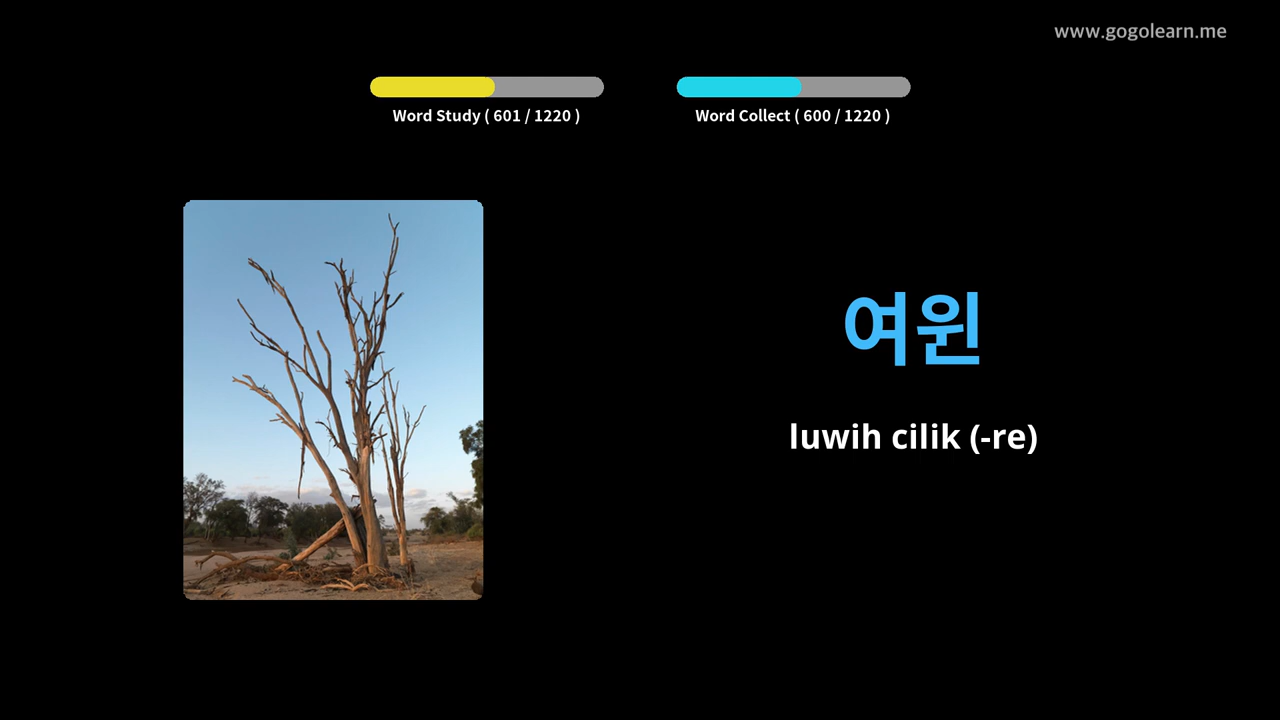 www.gogolearn.me
Word Study ( 601 / 1220 )
Word Collect ( 600 / 1220 )
여윈
luwih cilik (-re)